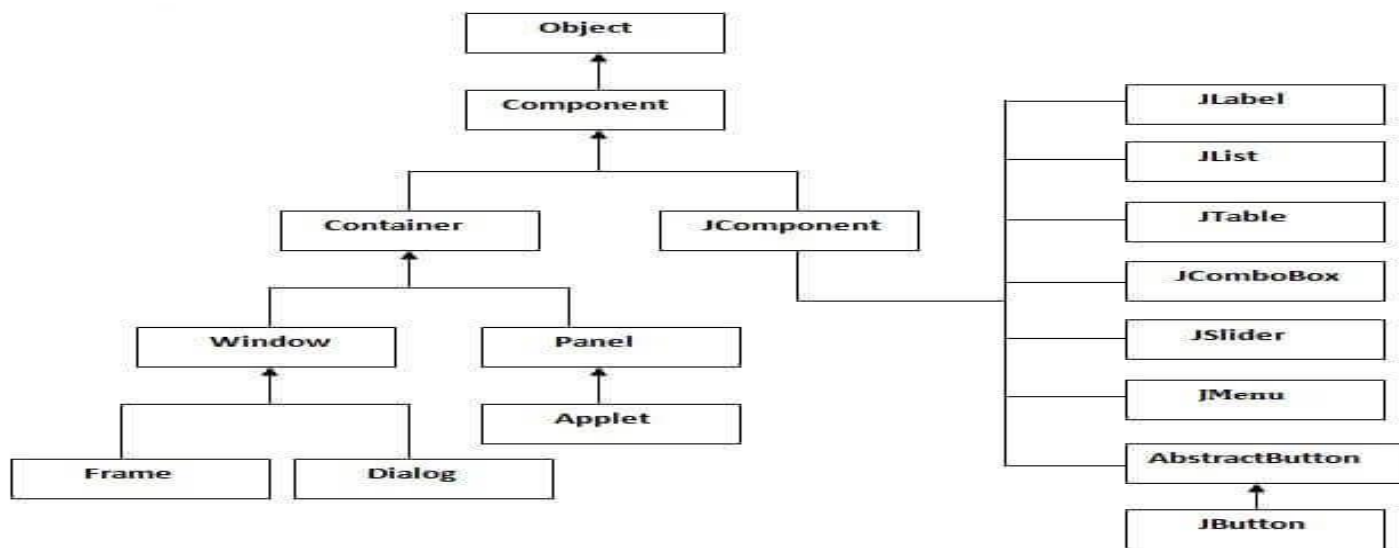 Object
Component
Container
JComponent
Window
Panel
Applet
Frame
Dialog
JLabel
JList
JTable
JComboBox
JSlider
JMenu
AbstractButton
JButton